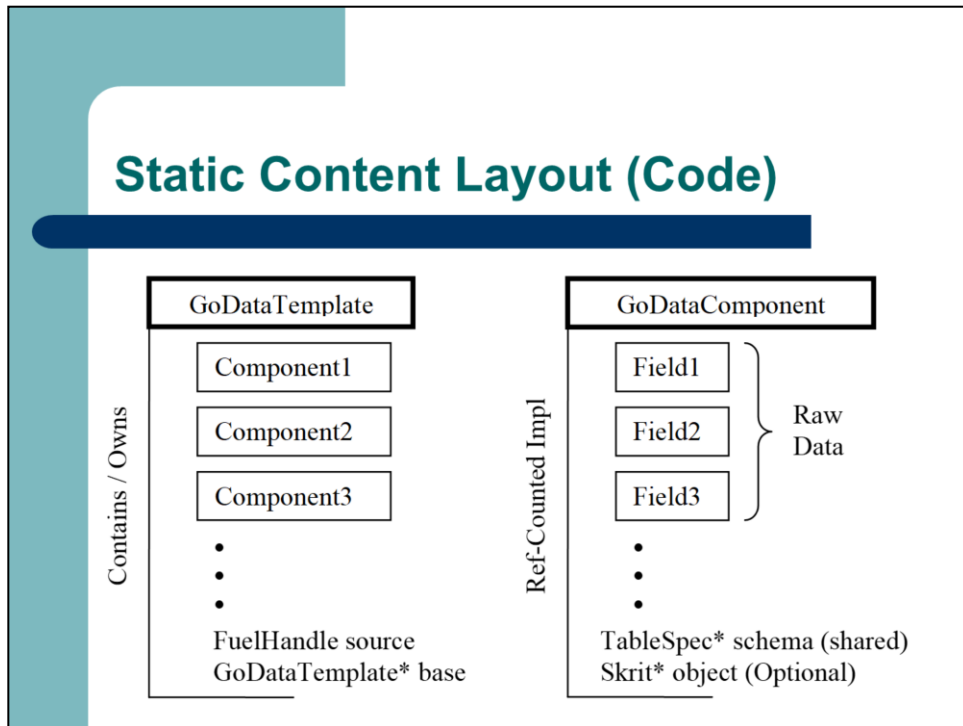 Static Content Layout (Code)
GoDataTemplate
Contains / Owns
Component1
Component2
Component3
FuelHandle source
GoDataTemplate* base
GoDataComponent
Ref-Counted Impl
Field1
Field2
Field3
Raw
Data
TableSpec* schema (shared)
Skrit* object (Optional)